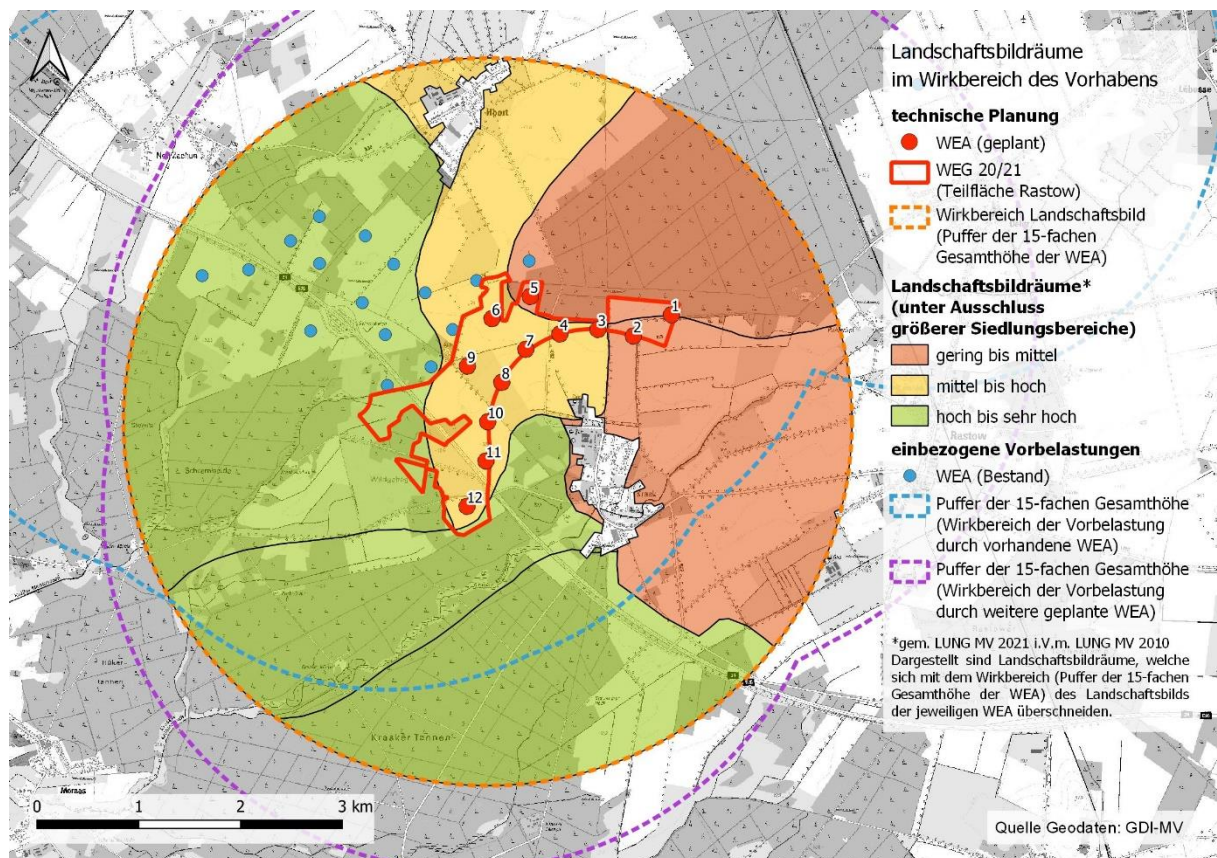 Landschaftsbildräume
im Wirkbereich des Vorhabens
technische Planung
WEA (geplant)
WEG 20/21
(Teilfläche Rastow)
Wirkbereich Landschaftsbild
(Puffer der 15-fachen
Gesamthöhe der WEA)
Landschaftsbildräume*
(unter Ausschluss
größerer Siedlungsbereiche)
gering bis mittel
mittel bis hoch
hoch bis sehr hoch
einbezogene Vorbelastungen
WEA (Bestand)
Puffer der 15-fachen Gesamthöhe
(Wirkbereich der Vorbelastung
durch vorhandene WEA)
Puffer der 15-fachen Gesamthöhe
(Wirkbereich der Vorbelastung
durch weitere geplante WEA)
*gem. LUNG MV 2021 i.V.m. LUNG MV 2010
Dargestellt sind Landschaftsbildräume, welche
sich mit dem Wirkbereich (Puffer der 15-fachen
Gesamthöhe der WEA) des Landschaftsbilds
der jeweiligen WEA überschneiden.
Quelle Geodaten: GDI-MV
Hoort
1
2
3
4
5
6
7
8
9
10
11
12
Rastow
Kraaker Tannen
Moraas
0 1 2 3 km